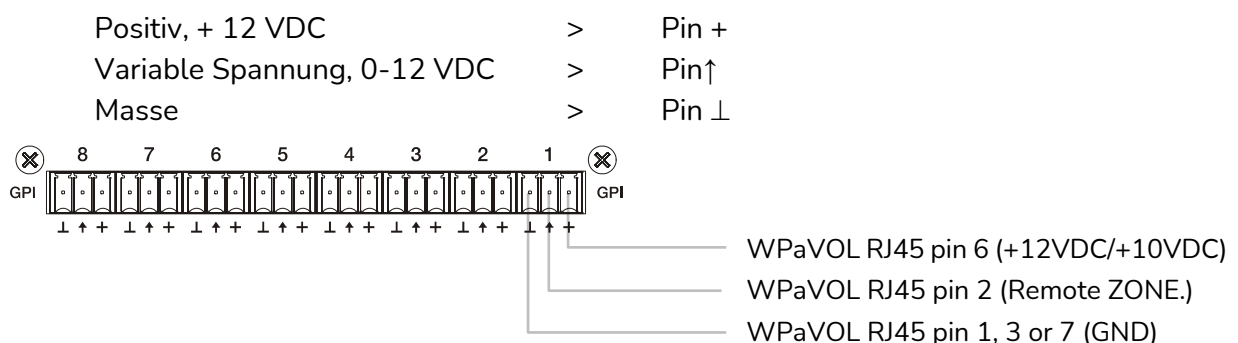 Positiv, + 12 VDC > Pin +
Variable Spannung, 0-12 VDC > Pin↑
Masse > Pin ⊥
8 7 6 5 4 3 2 1
GPI GPI
⊥ ↑ + ⊥ ↑ + ⊥ ↑ + ⊥ ↑ + ⊥ ↑ + ⊥ ↑ + ⊥ ↑ + ⊥ ↑ +
WPaVOL RJ45 pin 6 (+12VDC/+10VDC)
WPaVOL RJ45 pin 2 (Remote ZONE.)
WPaVOL RJ45 pin 1, 3 or 7 (GND)